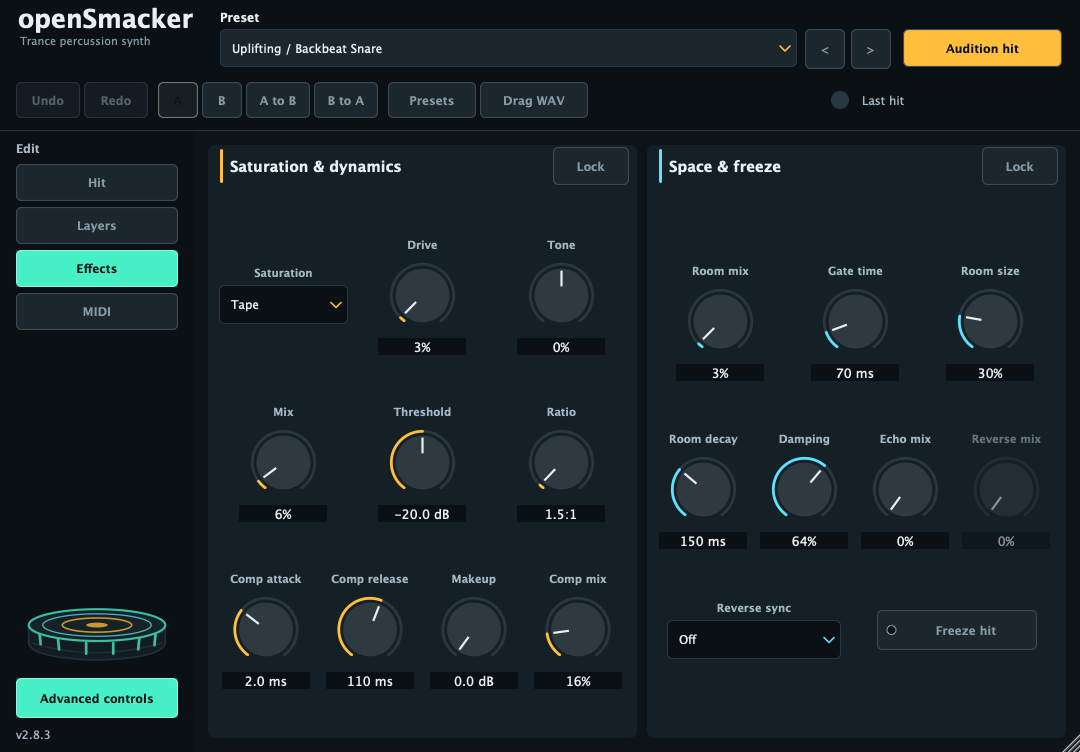 openSmacker
Trance percussion synth
Preset
Uplifting / Backbeat Snare
<
>
Audition hit
Undo
Redo
A
B
A to B
B to A
Presets
Drag WAV
Last hit
Edit
Hit
Layers
Effects
MIDI
Advanced controls
v2.8.3
Saturation & dynamics
Lock
Saturation
Tape
Drive
3%
Tone
0%
Mix
6%
Threshold
−20.0 dB
Ratio
1.5:1
Comp attack
2.0 ms
Comp release
110 ms
Makeup
0.0 dB
Comp mix
16%
Space & freeze
Lock
Room mix
3%
Gate time
70 ms
Room size
30%
Room decay
150 ms
Damping
64%
Echo mix
0%
Reverse mix
0%
Reverse sync
Off
Freeze hit